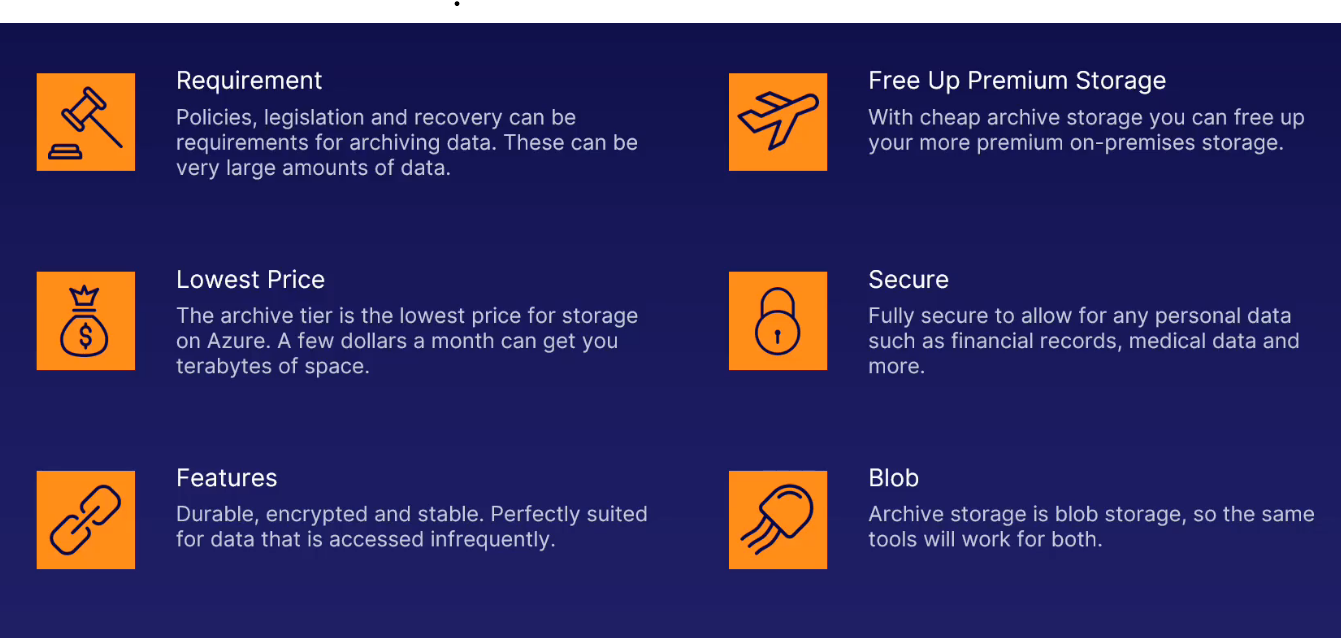 Requirement
Policies, legislation and recovery can be
requirements for archiving data. These can be
very large amounts of data.
Free Up Premium Storage
With cheap archive storage you can free up
your more premium on-premises storage.
Lowest Price
The archive tier is the lowest price for storage
on Azure. A few dollars a month can get you
terabytes of space.
Secure
Fully secure to allow for any personal data
such as financial records, medical data and
more.
Features
Durable, encrypted and stable. Perfectly suited
for data that is accessed infrequently.
Blob
Archive storage is blob storage, so the same
tools will work for both.